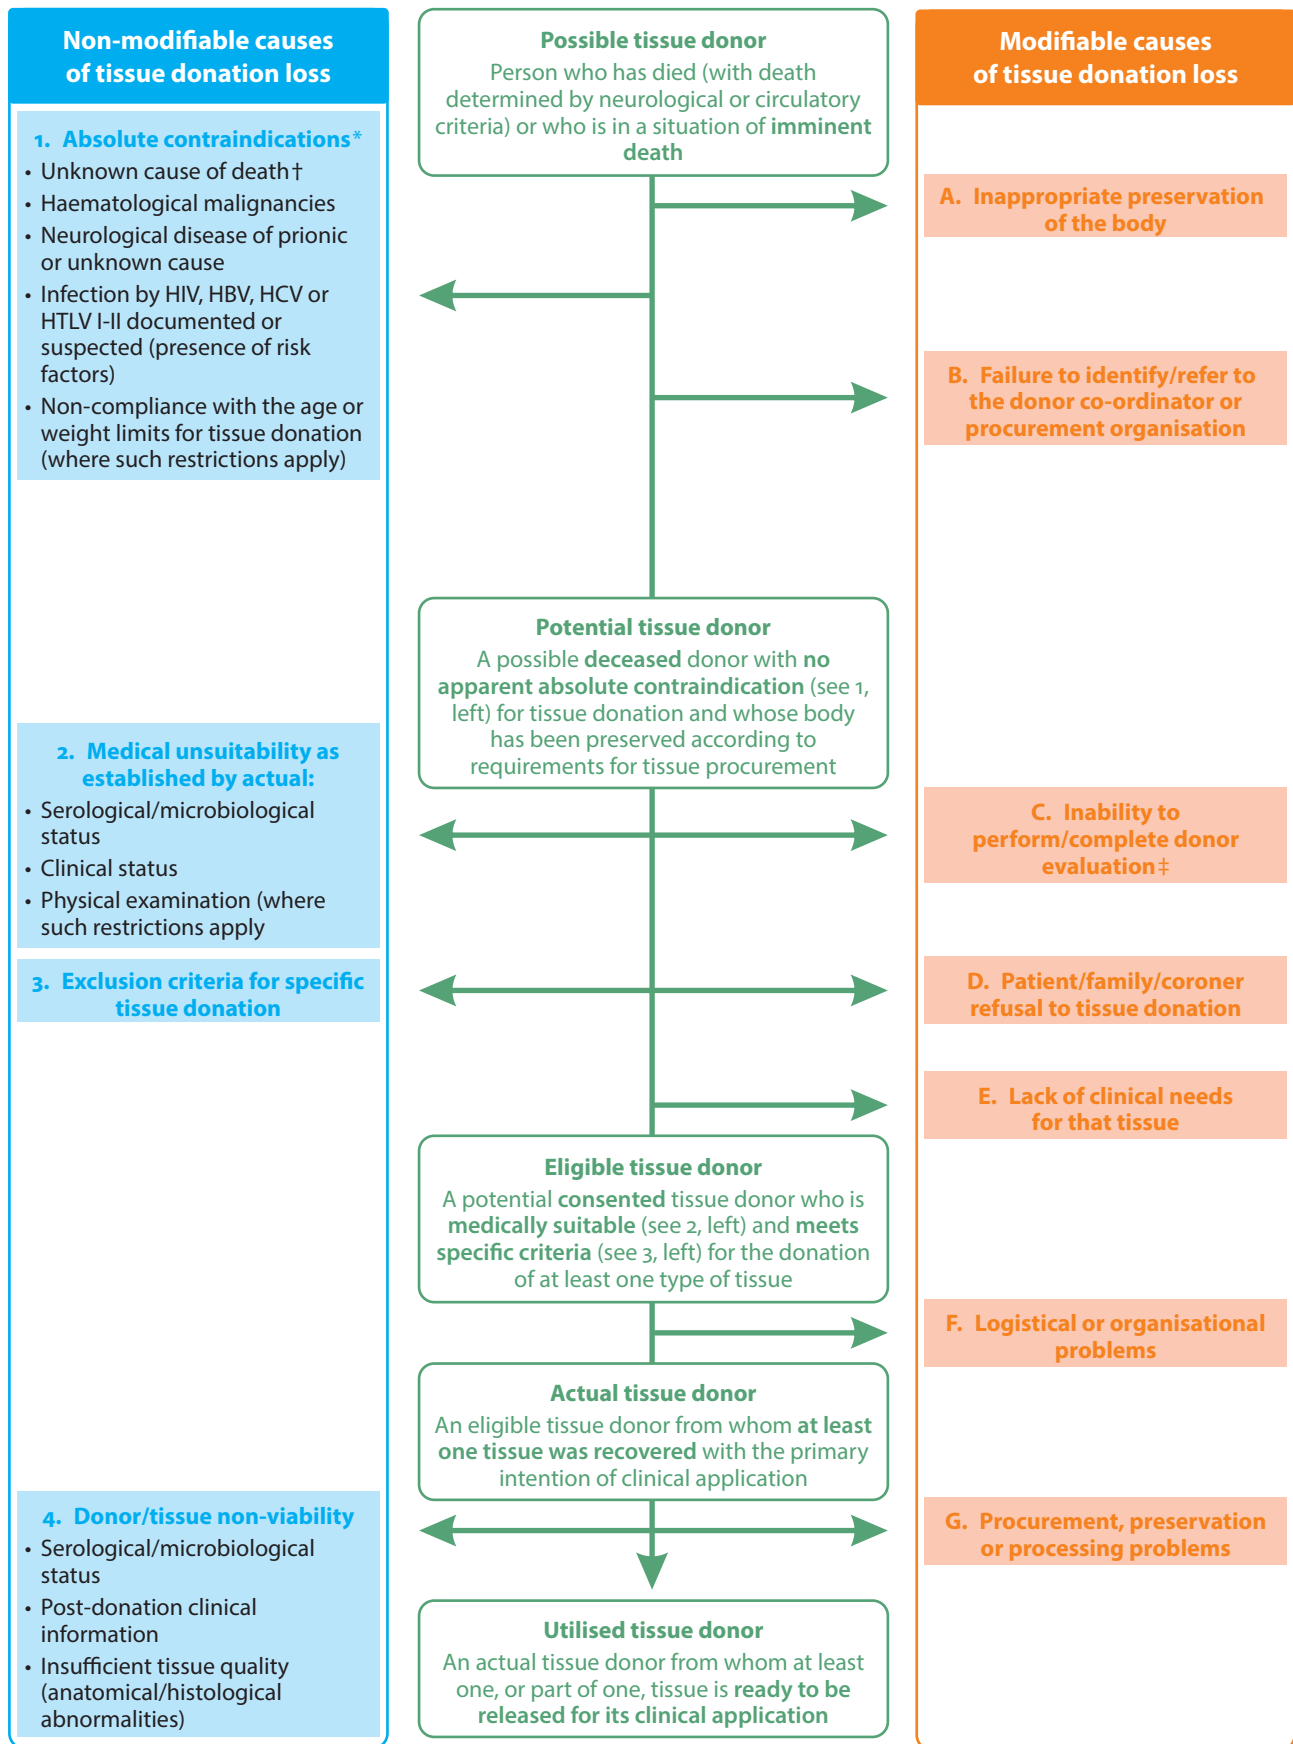 Non-modifiable causes
of tissue donation loss
1. Absolute contraindications*
• Unknown cause of death†
• Haematological malignancies
• Neurological disease of prionic
or unknown cause
• Infection by HIV, HBV, HCV or
HTLV I-II documented or
suspected (presence of risk
factors)
• Non-compliance with the age or
weight limits for tissue donation
(where such restrictions apply)
2. Medical unsuitability as
established by actual:
• Serological/microbiological
status
• Clinical status
• Physical examination (where
such restrictions apply
3. Exclusion criteria for specific
tissue donation
4. Donor/tissue non-viability
• Serological/microbiological
status
• Post-donation clinical
information
• Insufficient tissue quality
(anatomical/histological
abnormalities)
Possible tissue donor
Person who has died (with death
determined by neurological or circulatory
criteria) or who is in a situation of imminent
death
Potential tissue donor
A possible deceased donor with no
apparent absolute contraindication (see 1,
left) for tissue donation and whose body
has been preserved according to
requirements for tissue procurement
Eligible tissue donor
A potential consented tissue donor who is
medically suitable (see 2, left) and meets
specific criteria (see 3, left) for the donation
of at least one type of tissue
Actual tissue donor
An eligible tissue donor from whom at least
one tissue was recovered with the primary
intention of clinical application
Utilised tissue donor
An actual tissue donor from whom at least
one, or part of one, tissue is ready to be
released for its clinical application
Modifiable causes
of tissue donation loss
A. Inappropriate preservation
of the body
B. Failure to identify/refer to
the donor co-ordinator or
procurement organisation
C. Inability to
perform/complete donor
evaluation‡
D. Patient/family/coroner
refusal to tissue donation
E. Lack of clinical needs
for that tissue
F. Logistical or organisational
problems
G. Procurement, preservation
or processing problems